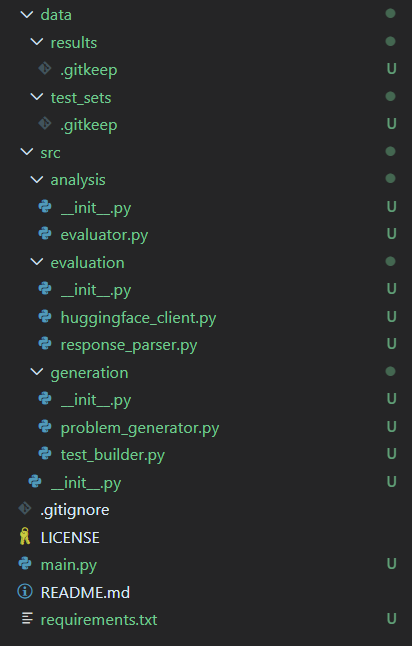 data
results
.gitkeep U
test_sets
.gitkeep U
src
analysis
__init__.py U
evaluator.py U
evaluation
__init__.py U
huggingface_client.py U
response_parser.py U
generation
__init__.py U
problem_generator.py U
test_builder.py U
__init__.py U
.gitignore
LICENSE
main.py U
README.md
requirements.txt U